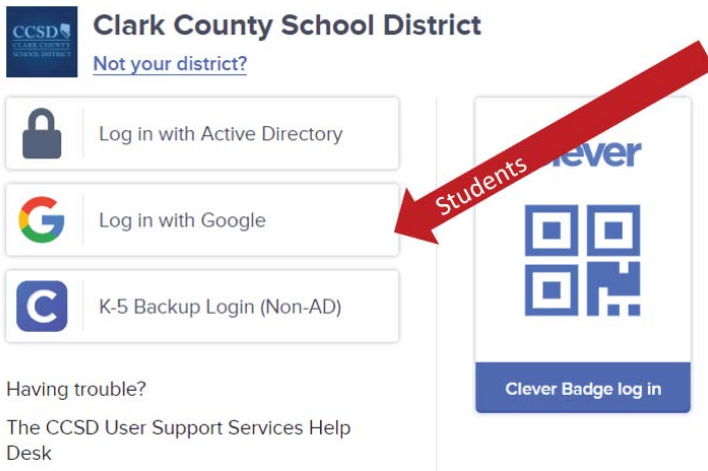 CCSD
CLARK COUNTY
SCHOOL DISTRICT
Clark County School District
Not your district?
Log in with Active Directory
Log in with Google
K-5 Backup Login (Non-AD)
Having trouble?
The CCSD User Support Services Help
Desk
Students
lever
Clever Badge log in